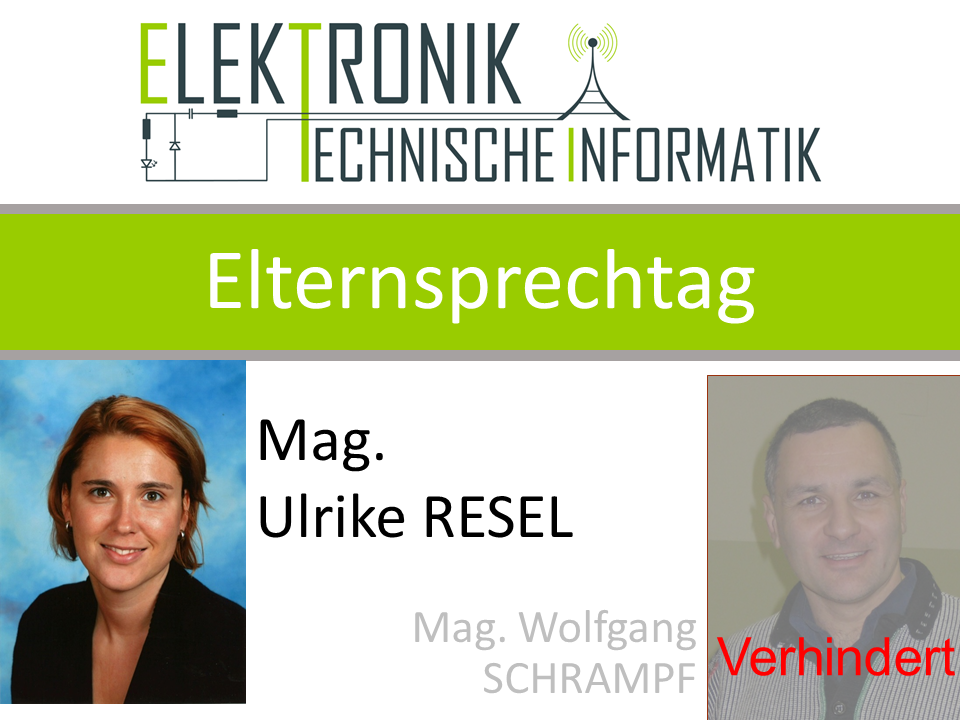 ELEKTRONIK
TECHNISCHE INFORMATIK
Elternsprechtag
Mag.
Ulrike RESEL
Mag. Wolfgang
SCHRAMPF
Verhindert